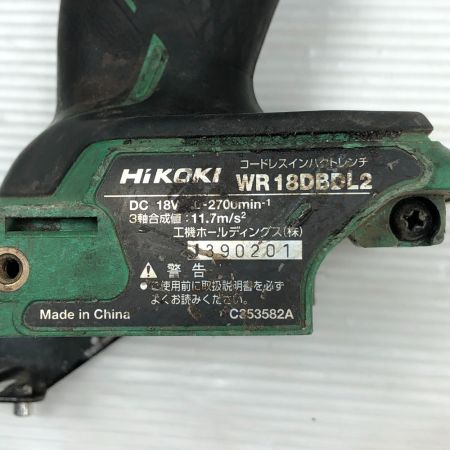 コードレスインパクトレンチ
HiKOKI WR18DBDL2
DC 18V -2700min⁻¹
3軸合成値:11.7m/s²
工機ホールディングス(株)
J390201
警告
ご使用前に取扱説明書を必ず
よくお読みください。
Made in China C353582A